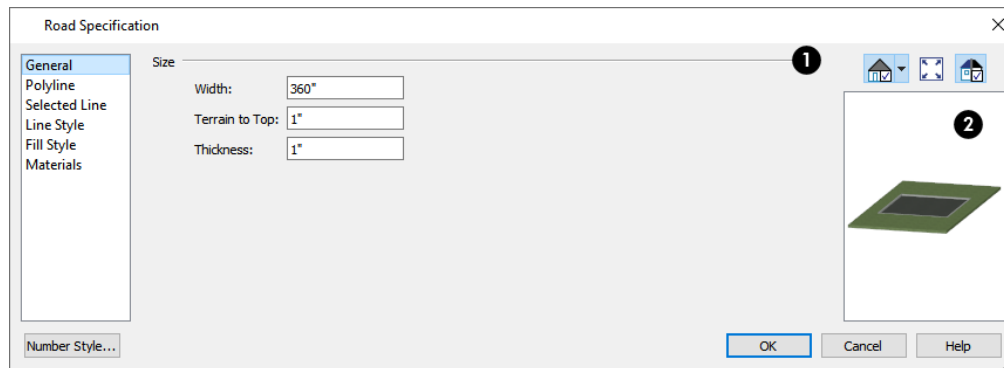 Road Specification
General
Polyline
Selected Line
Line Style
Fill Style
Materials
Size
Width: 360"
Terrain to Top: 1"
Thickness: 1"
1
2
Number Style...
OK
Cancel
Help